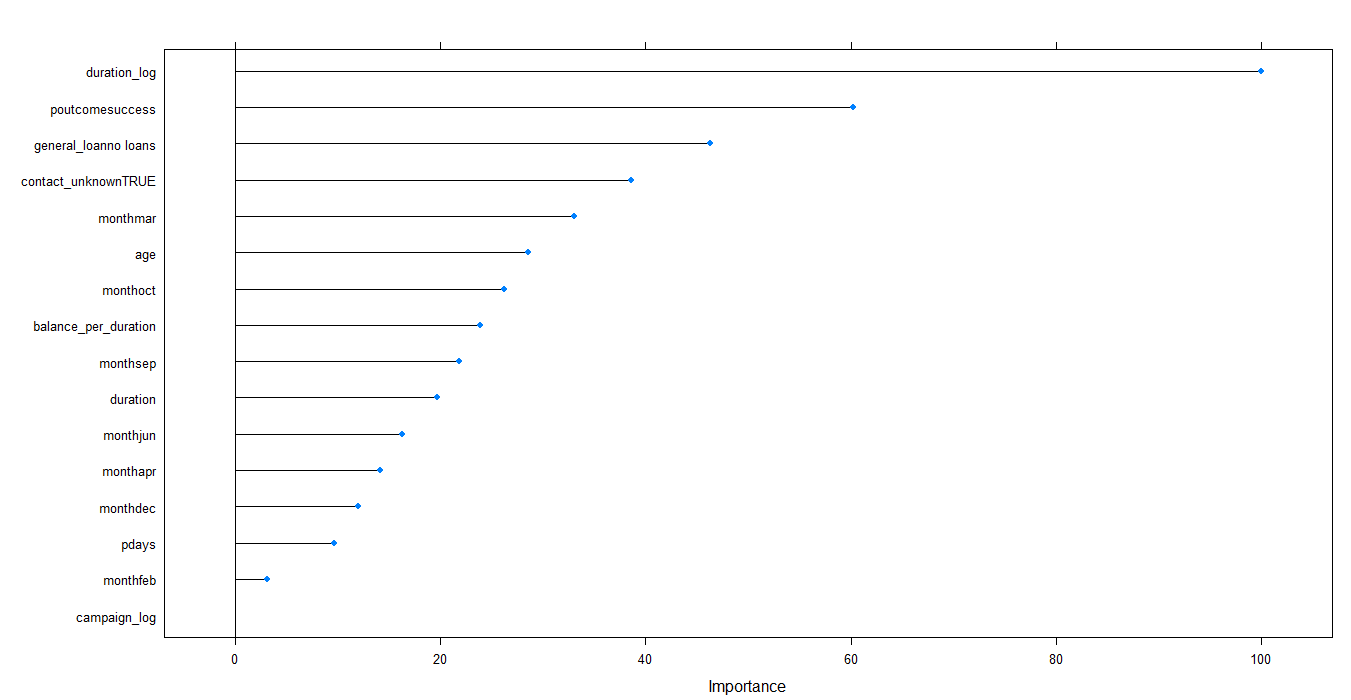 duration_log
poutcomesuccess
general_loanno loans
contact_unknownTRUE
monthmar
age
monthoct
balance_per_duration
monthsep
duration
monthjun
monthapr
monthdec
pdays
monthfeb
campaign_log
0 20 40 60 80 100
Importance